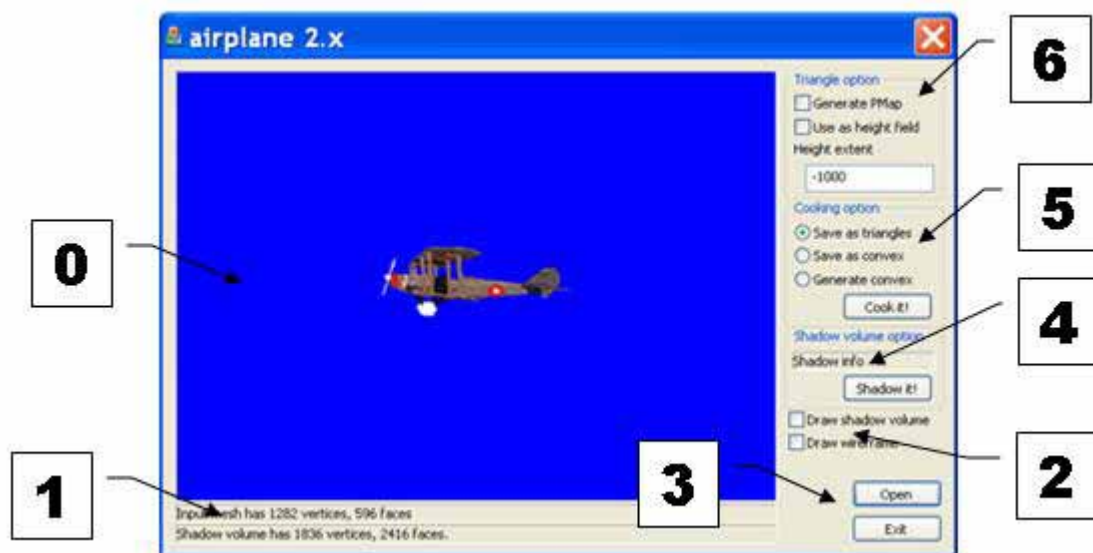 airplane 2.x
6
Triangle option
Generate PMap
Use as height field
Height extent
-1000
5
Cooking option
Save as triangles
Save as convex
Generate convex
Cook it!
0
4
Shadow volume option
Shadow info
Shadow it!
Draw shadow volume
Draw wireframe
2
3
Open
Exit
1
Input mesh has 1282 vertices, 596 faces
Shadow volume has 1836 vertices, 2416 faces.